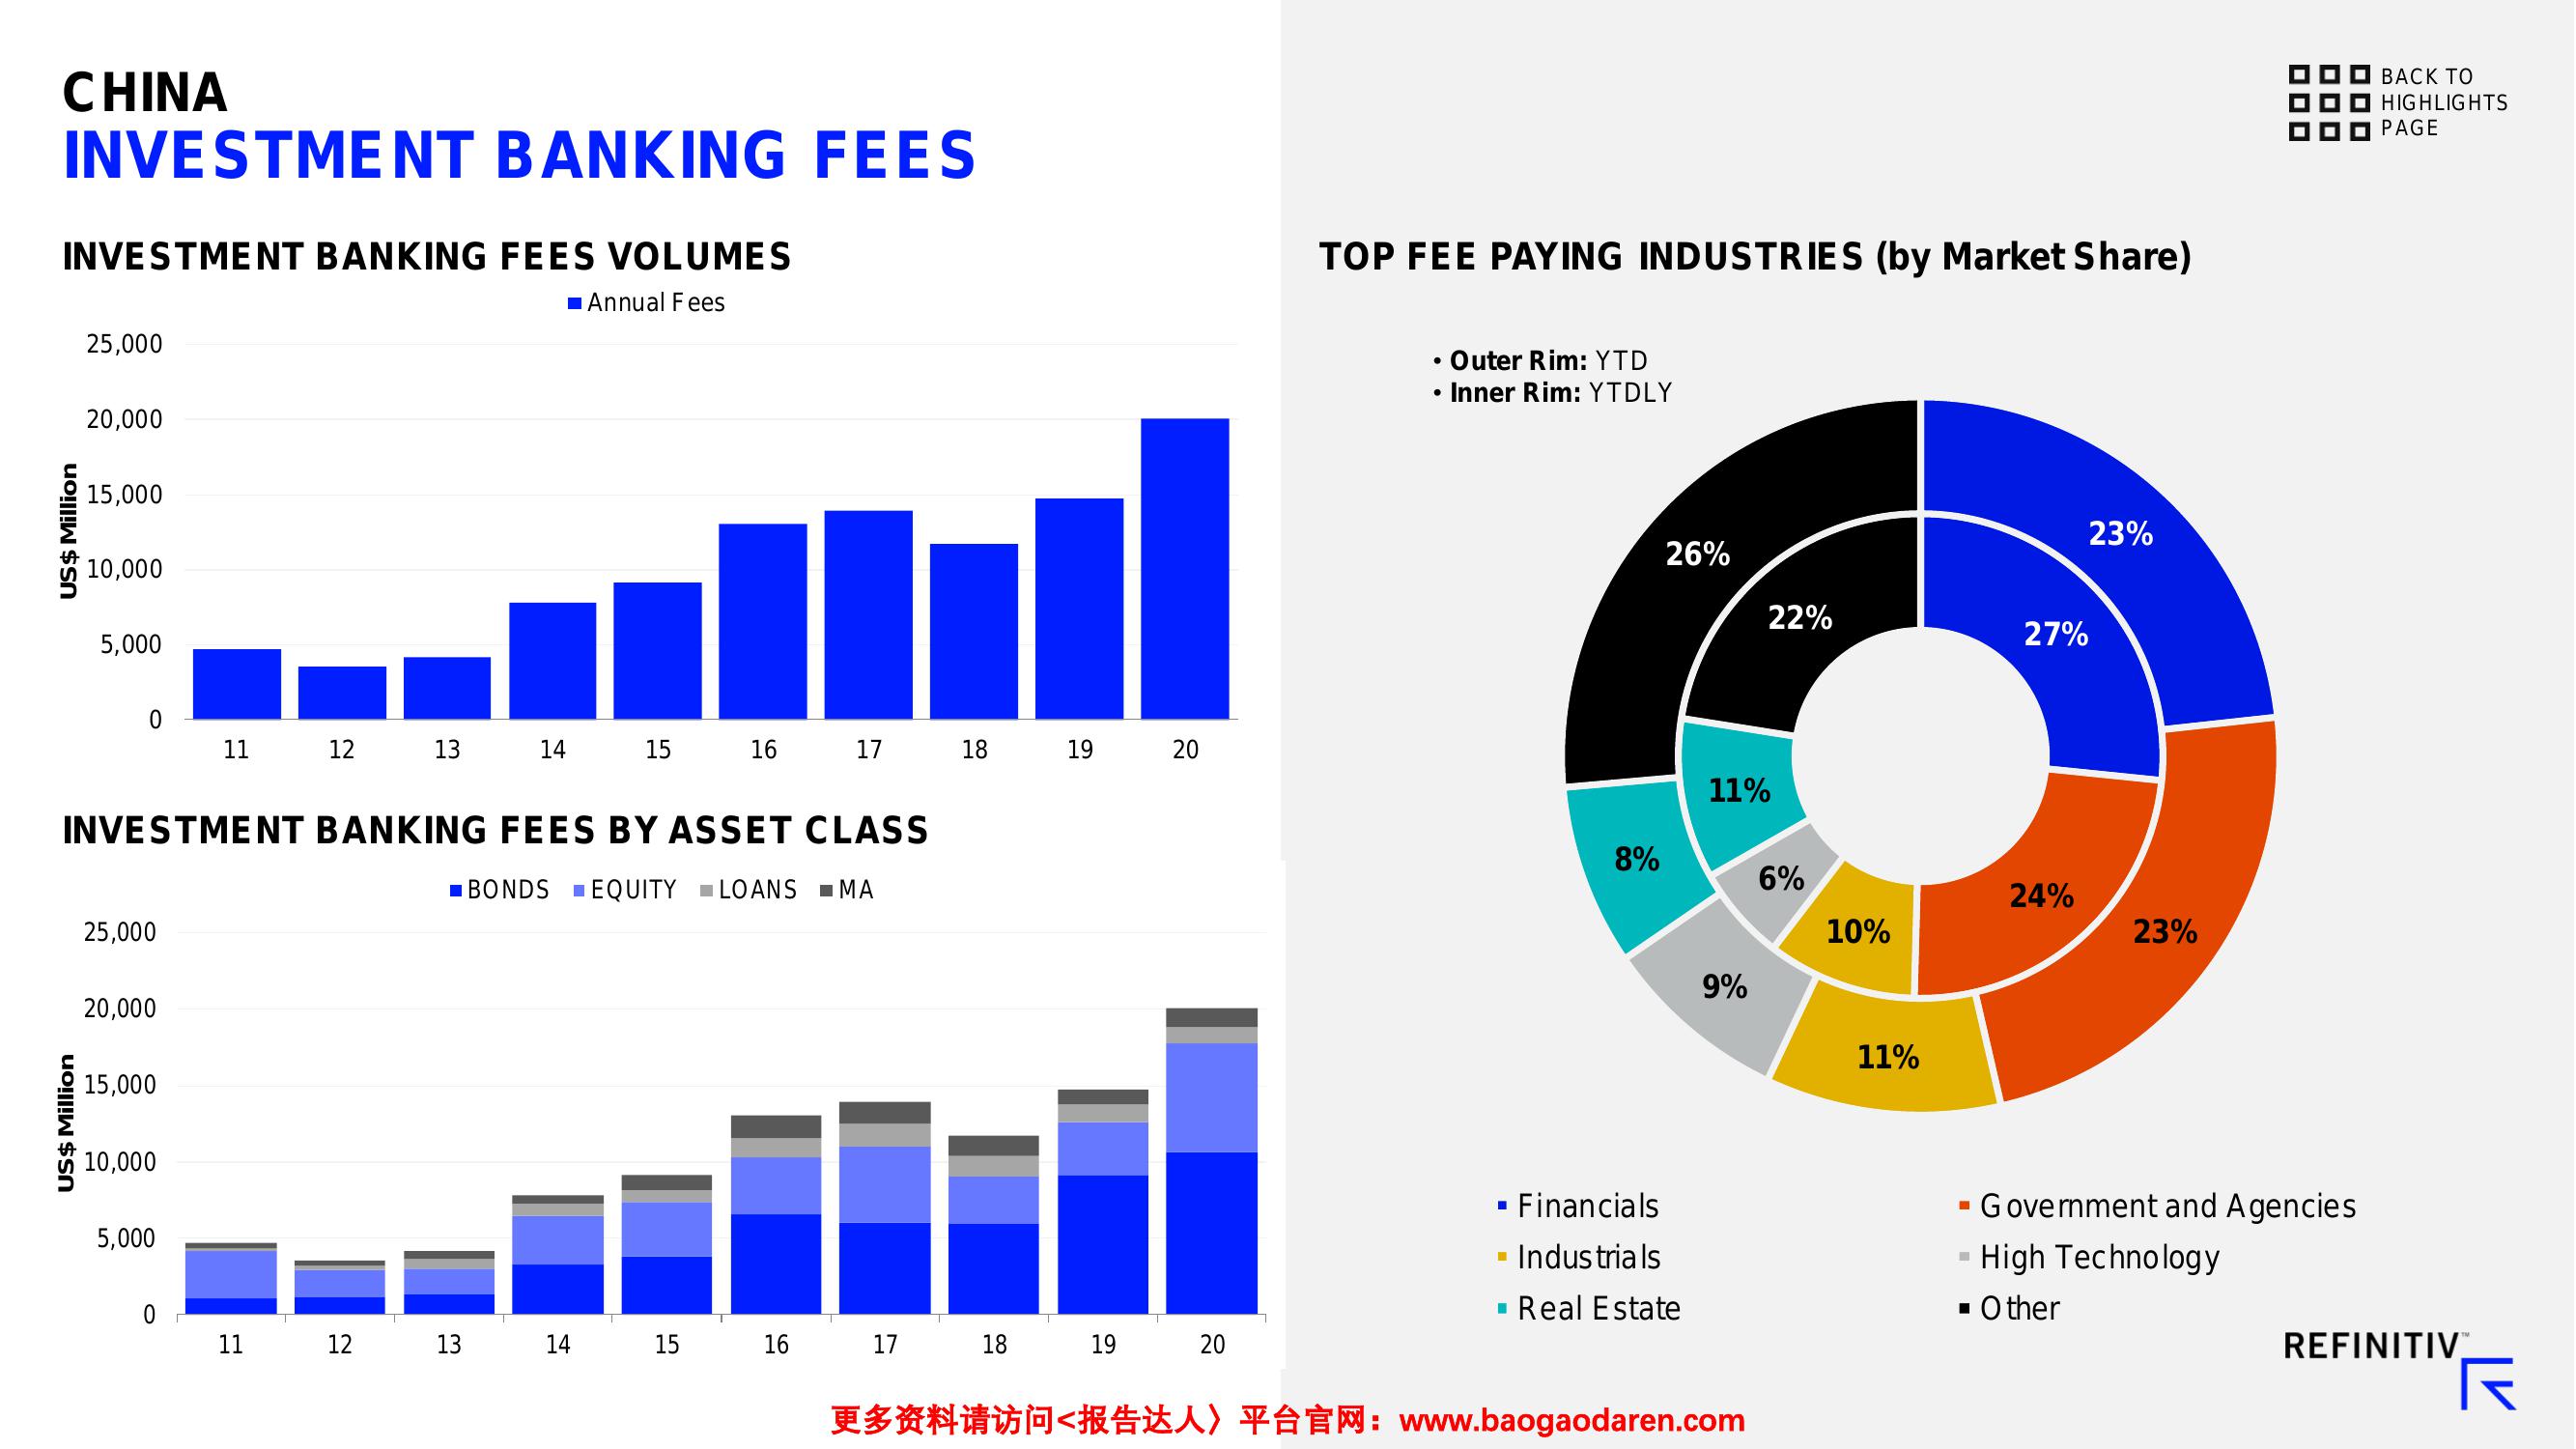 CHINA
INVESTMENT BANKING FEES
BACK TO
HIGHLIGHTS
PAGE
INVESTMENT BANKING FEES VOLUMES
Annual Fees
25,000
20,000
15,000
10,000
5,000
0
US$ Million
11 12 13 14 15 16 17 18 19 20
INVESTMENT BANKING FEES BY ASSET CLASS
BONDS EQUITY LOANS MA
25,000
20,000
15,000
10,000
5,000
0
US$ Million
11 12 13 14 15 16 17 18 19 20
TOP FEE PAYING INDUSTRIES (by Market Share)
• Outer Rim: YTD
• Inner Rim: YTDLY
23%
26%
22%
27%
11%
8%
6%
24%
10%
23%
9%
11%
Financials Government and Agencies
Industrials High Technology
Real Estate Other
REFINITIV™
更多资料请访问<报告达人〉平台官网：www.baogaodaren.com